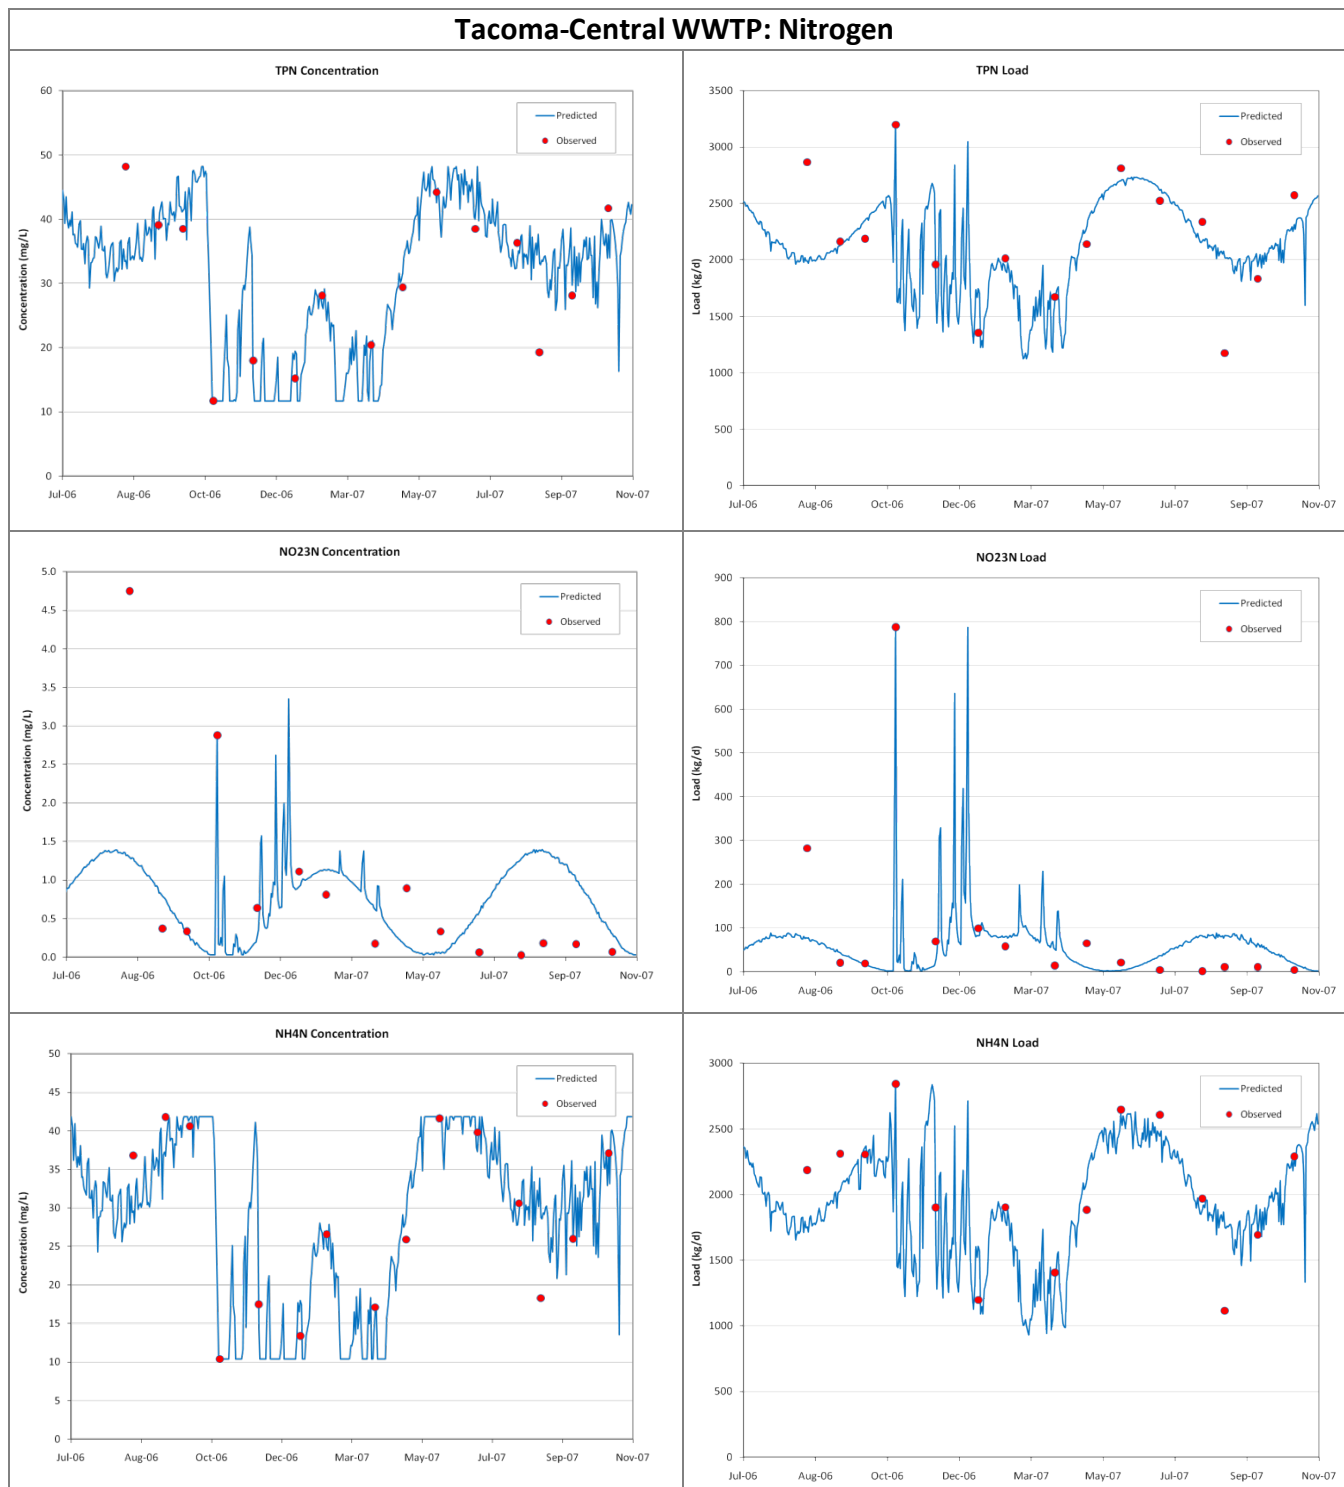 Tacoma-Central WWTP: Nitrogen
TPN Concentration
60
50
40
30
20
10
0
Concentration (mg/L)
Predicted
Observed
Jul-06 Aug-06 Oct-06 Dec-06 Mar-07 May-07 Jul-07 Sep-07 Nov-07
TPN Load
3500
3000
2500
2000
1500
1000
500
0
Load (kg/d)
Predicted
Observed
Jul-06 Aug-06 Oct-06 Dec-06 Mar-07 May-07 Jul-07 Sep-07 Nov-07
NO23N Concentration
5.0
4.5
4.0
3.5
3.0
2.5
2.0
1.5
1.0
0.5
0.0
Concentration (mg/L)
Predicted
Observed
Jul-06 Aug-06 Oct-06 Dec-06 Mar-07 May-07 Jul-07 Sep-07 Nov-07
NO23N Load
900
800
700
600
500
400
300
200
100
0
Load (kg/d)
Predicted
Observed
Jul-06 Aug-06 Oct-06 Dec-06 Mar-07 May-07 Jul-07 Sep-07 Nov-07
NH4N Concentration
50
45
40
35
30
25
20
15
10
5
0
Concentration (mg/L)
Predicted
Observed
Jul-06 Aug-06 Oct-06 Dec-06 Mar-07 May-07 Jul-07 Sep-07 Nov-07
NH4N Load
3000
2500
2000
1500
1000
500
0
Load (kg/d)
Predicted
Observed
Jul-06 Aug-06 Oct-06 Dec-06 Mar-07 May-07 Jul-07 Sep-07 Nov-07